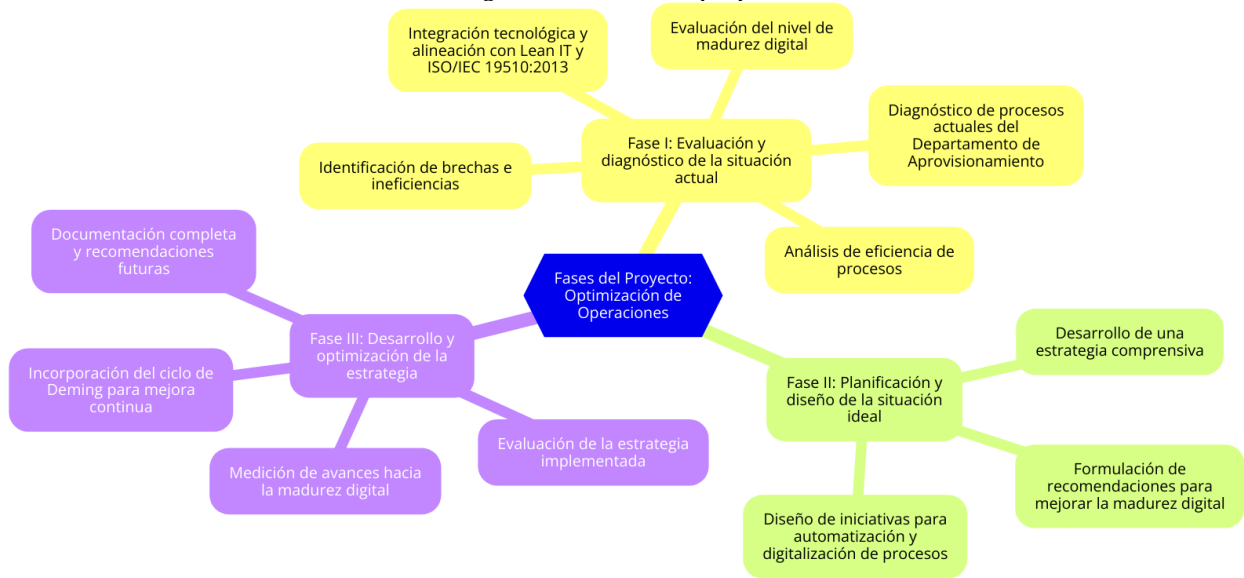 Integración tecnológica y
alineación con Lean IT y
ISO/IEC 19510:2013
Evaluación del nivel de
madurez digital
Diagnóstico de procesos
actuales del
Departamento de
Aprovisionamiento
Fase I: Evaluación y
diagnóstico de la situación
actual
Identificación de brechas e
ineficiencias
Análisis de eficiencia de
procesos
Documentación completa
y recomendaciones
futuras
Fases del Proyecto:
Optimización de
Operaciones
Fase III: Desarrollo y
optimización de la
estrategia
Incorporación del ciclo de
Deming para mejora
continua
Medición de avances hacia
la madurez digital
Evaluación de la estrategia
implementada
Desarrollo de una
estrategia comprensiva
Fase II: Planificación y
diseño de la situación
ideal
Formulación de
recomendaciones para
mejorar la madurez digital
Diseño de iniciativas para
automatización y
digitalización de procesos